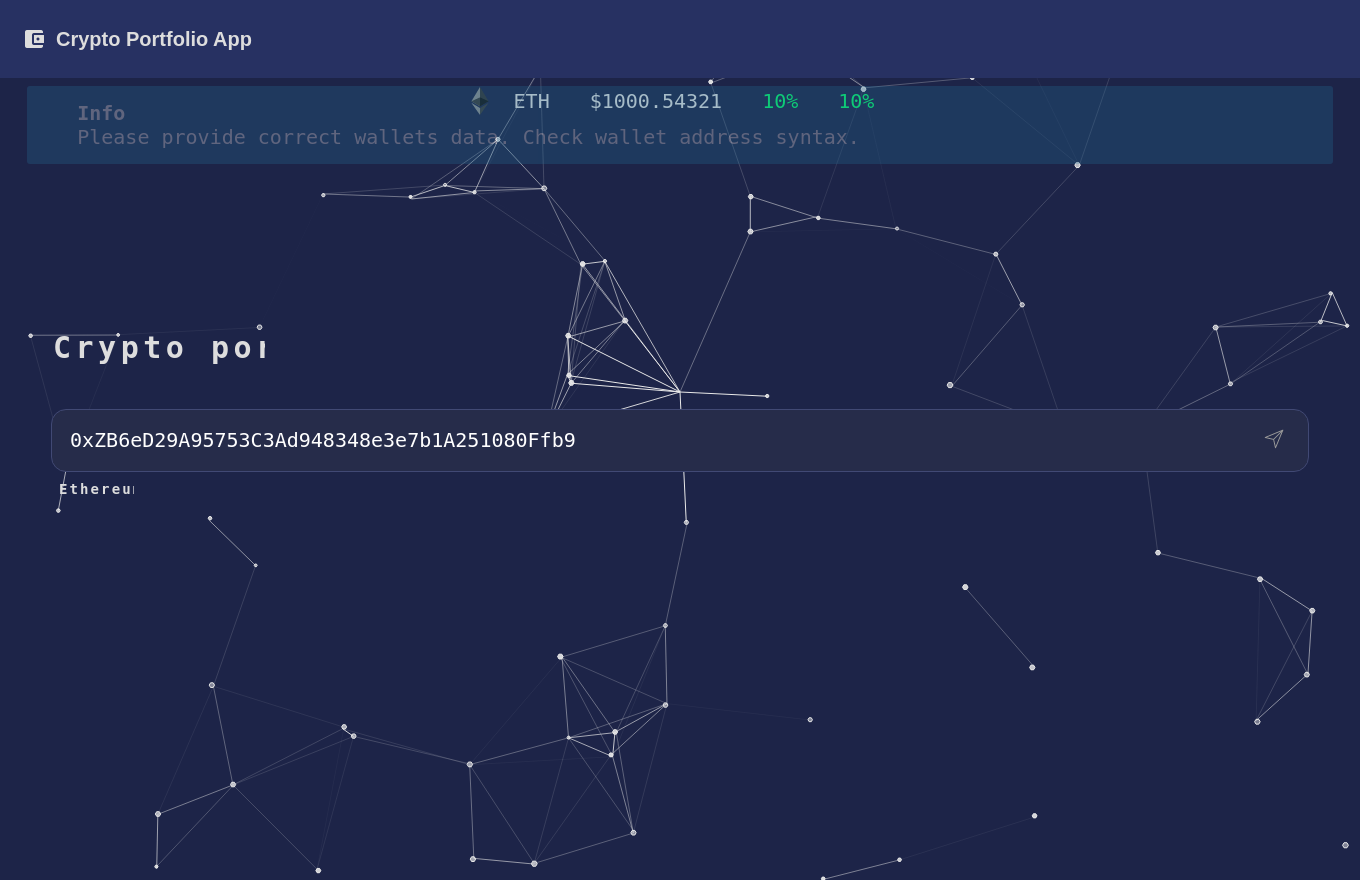 Crypto Portfolio App
ETH $1000.54321 10% 10%
Info
Please provide correct wallets data. Check wallet address syntax.
Crypto por
0xZB6eD29A95753C3Ad948348e3e7b1A251080Ffb9
Ethereu